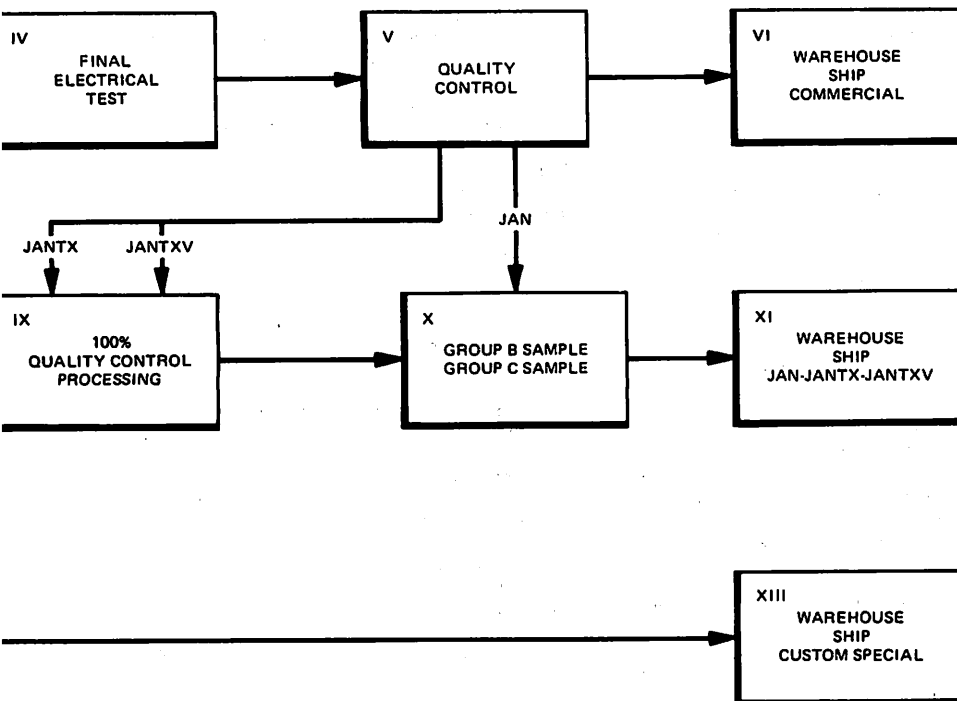 IV
FINAL
ELECTRICAL
TEST
V
QUALITY
CONTROL
VI
WAREHOUSE
SHIP
COMMERCIAL
JANTX
JANTXV
JAN
IX
100%
QUALITY CONTROL
PROCESSING
X
GROUP B SAMPLE
GROUP C SAMPLE
XI
WAREHOUSE
SHIP
JAN-JANTX-JANTXV
XIII
WAREHOUSE
SHIP
CUSTOM SPECIAL